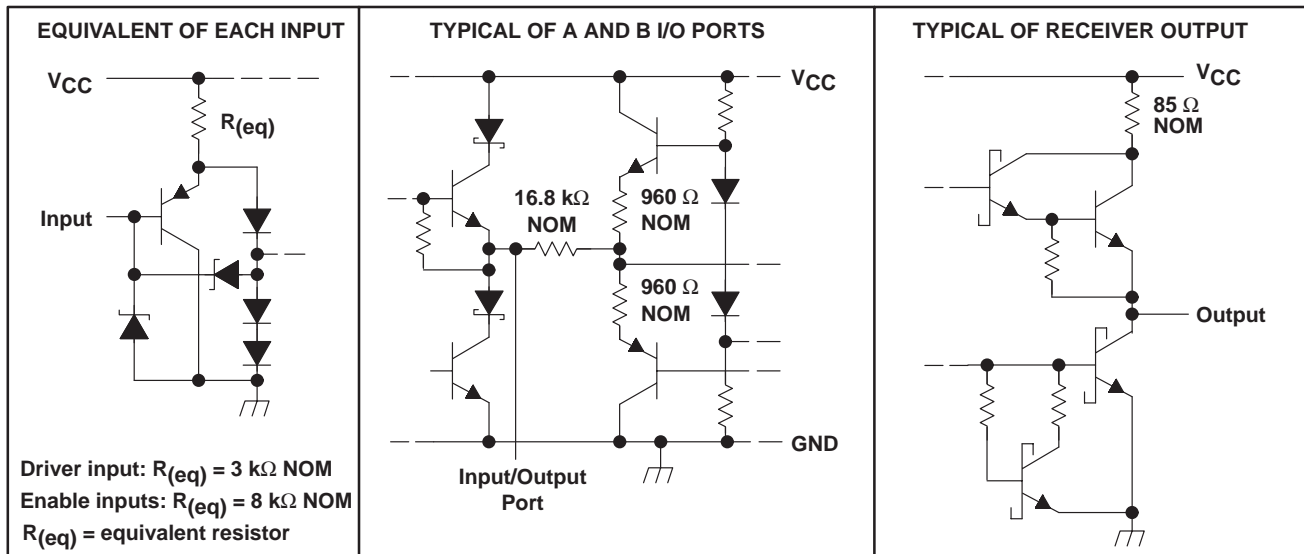 EQUIVALENT OF EACH INPUT
VCC
R(eq)
Input
Driver input: R(eq) = 3 kΩ NOM
Enable inputs: R(eq) = 8 kΩ NOM
R(eq) = equivalent resistor
TYPICAL OF A AND B I/O PORTS
VCC
16.8 kΩ
NOM
960 Ω
NOM
960 Ω
NOM
GND
Input/Output
Port
TYPICAL OF RECEIVER OUTPUT
VCC
85 Ω
NOM
Output